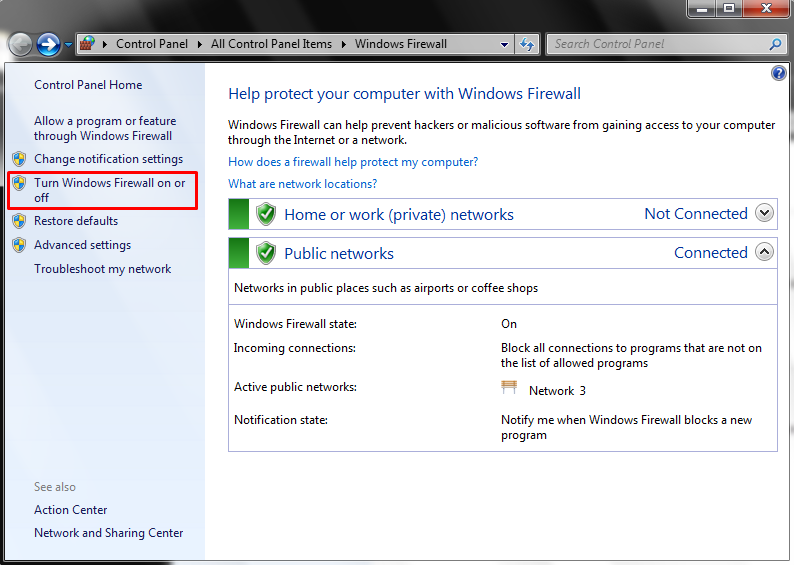 Control Panel
All Control Panel Items
Windows Firewall
Search Control Panel
Control Panel Home
Allow a program or feature
through Windows Firewall
Change notification settings
Turn Windows Firewall on or
off
Restore defaults
Advanced settings
Troubleshoot my network
See also
Action Center
Network and Sharing Center
?
Help protect your computer with Windows Firewall
Windows Firewall can help prevent hackers or malicious software from gaining access to your computer
through the Internet or a network.
How does a firewall help protect my computer?
What are network locations?
Home or work (private) networks Not Connected
Public networks Connected
Networks in public places such as airports or coffee shops
Windows Firewall state: On
Incoming connections: Block all connections to programs that are not on
the list of allowed programs
Active public networks: Network 3
Notification state: Notify me when Windows Firewall blocks a new
program